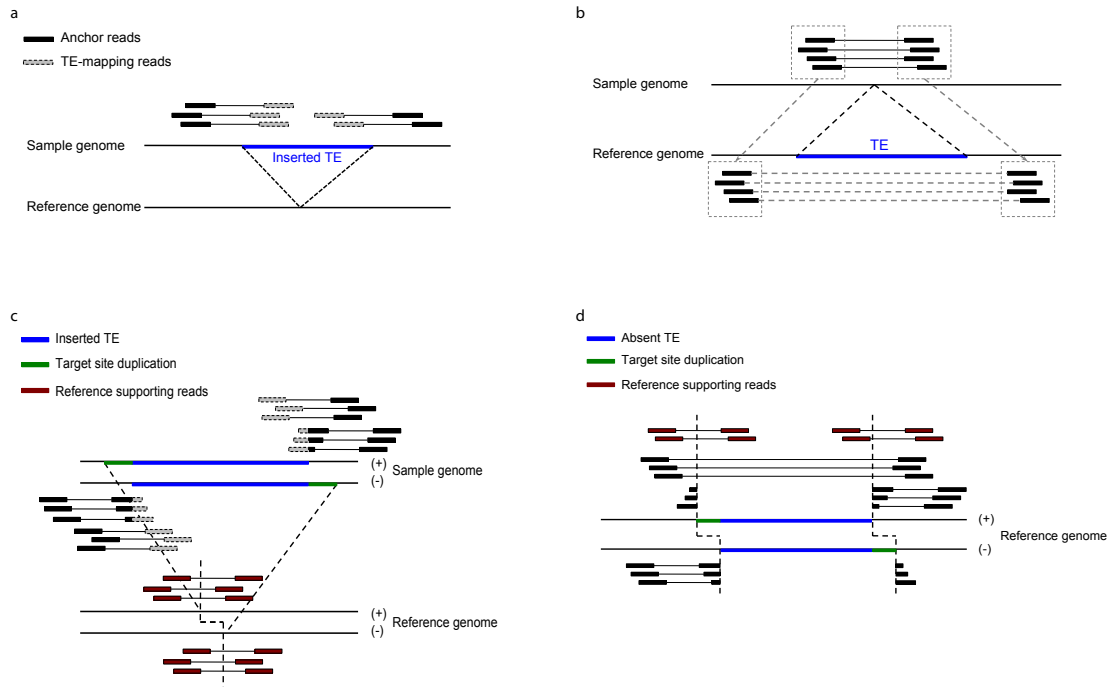 a
Anchor reads
TE-mapping reads
Sample genome
Inserted TE
Reference genome
b
Sample genome
Reference genome
TE
c
Inserted TE
Target site duplication
Reference supporting reads
(+)
Sample genome
(-)
(+)
Reference genome
(-)
d
Absent TE
Target site duplication
Reference supporting reads
(+)
Reference genome
(-)